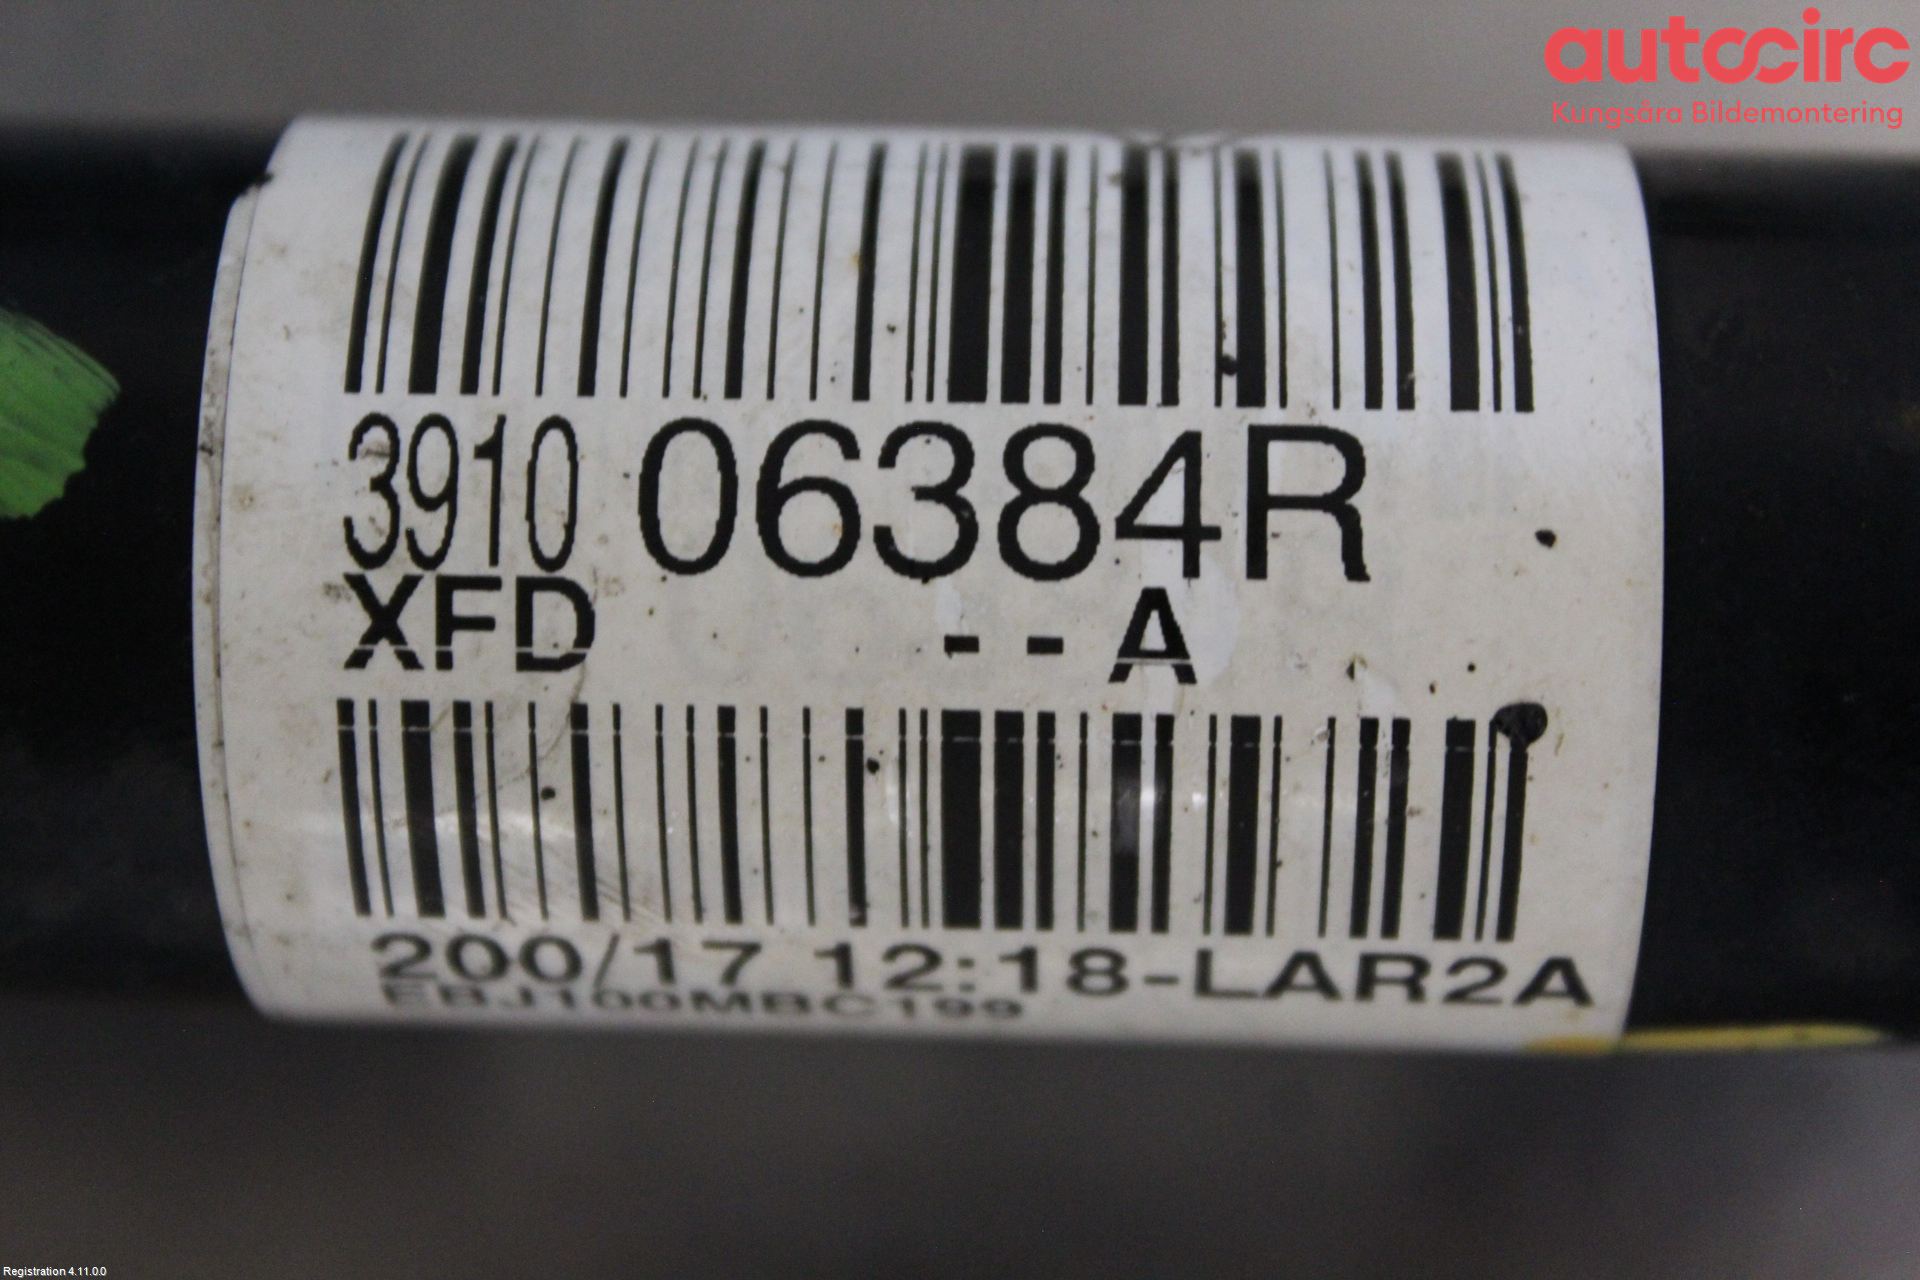 autocirc
Kungsåra Bildemontering
3910 06384R
XFD --A
200/17 12:18-LAR2A
EBJ100MBC199
Registration 4.11.0.0